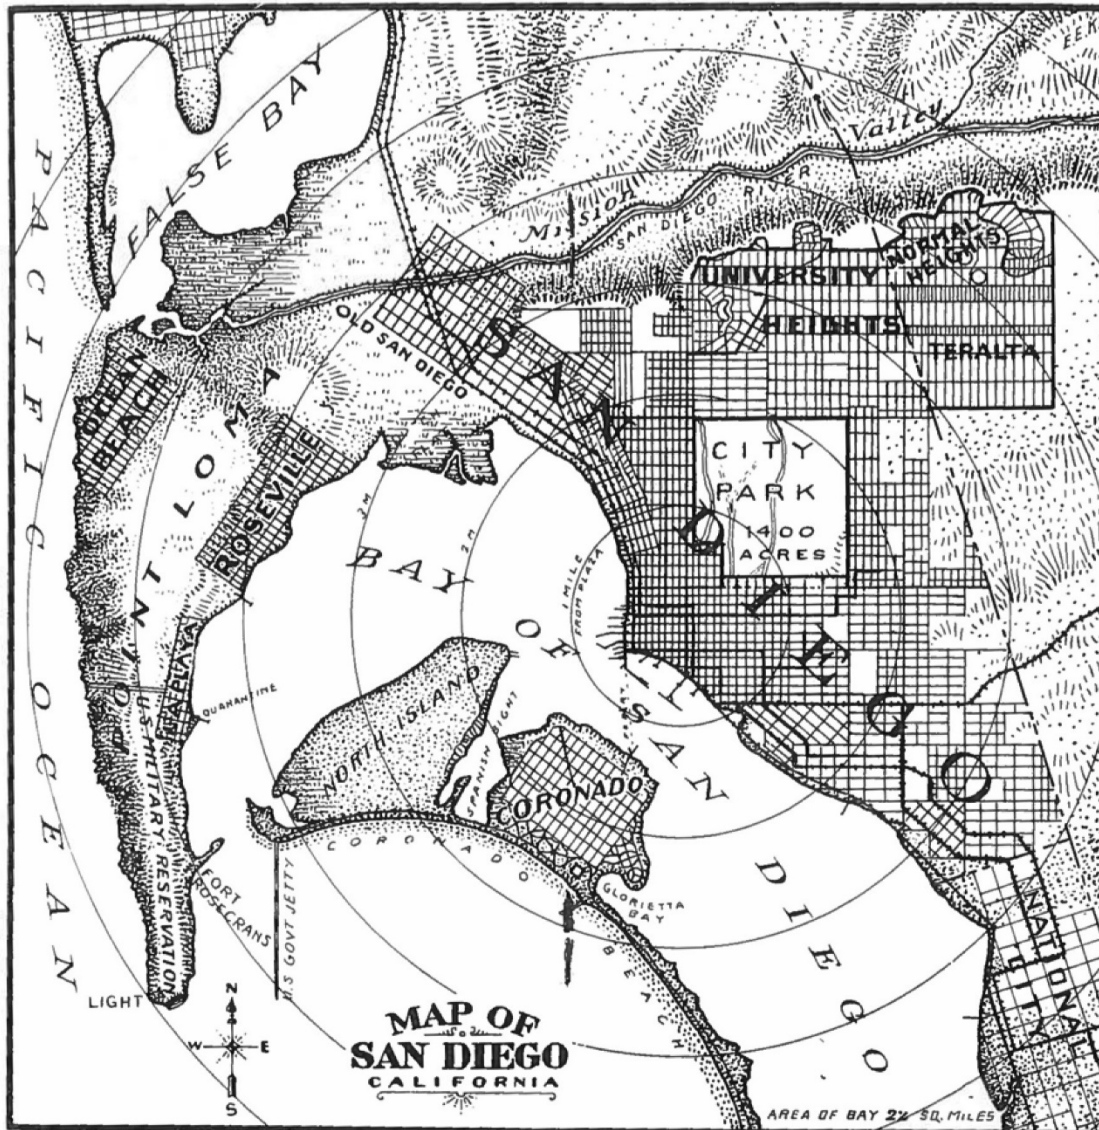 PACIFIC OCEAN
FALSE BAY
Mission Valley
SAN DIEGO RIVER
UNIVERSITY
HEIGHTS
NORMAL
HEIGHTS
TERALTA
OLD SAN DIEGO
SAN DIEGO
OCEAN
BEACH
POINT LOMA
ROSEVILLE
CITY
PARK
1400
ACRES
3 M
2 M
1 MILE
FROM PLAZA
BAY OF SAN DIEGO
LA PLAYA
QUARANTINE
U.S. MILITARY RESERVATION
NORTH ISLAND
SPANISH BIGHT
CORONADO
CORONADO BEACH
GLORIETTA
BAY
FORT
ROSECRANS
U.S GOVT JETTY
NATIONAL
CITY
LIGHT
N
W E
S
MAP OF
SAN DIEGO
CALIFORNIA
AREA OF BAY 22 SQ. MILES